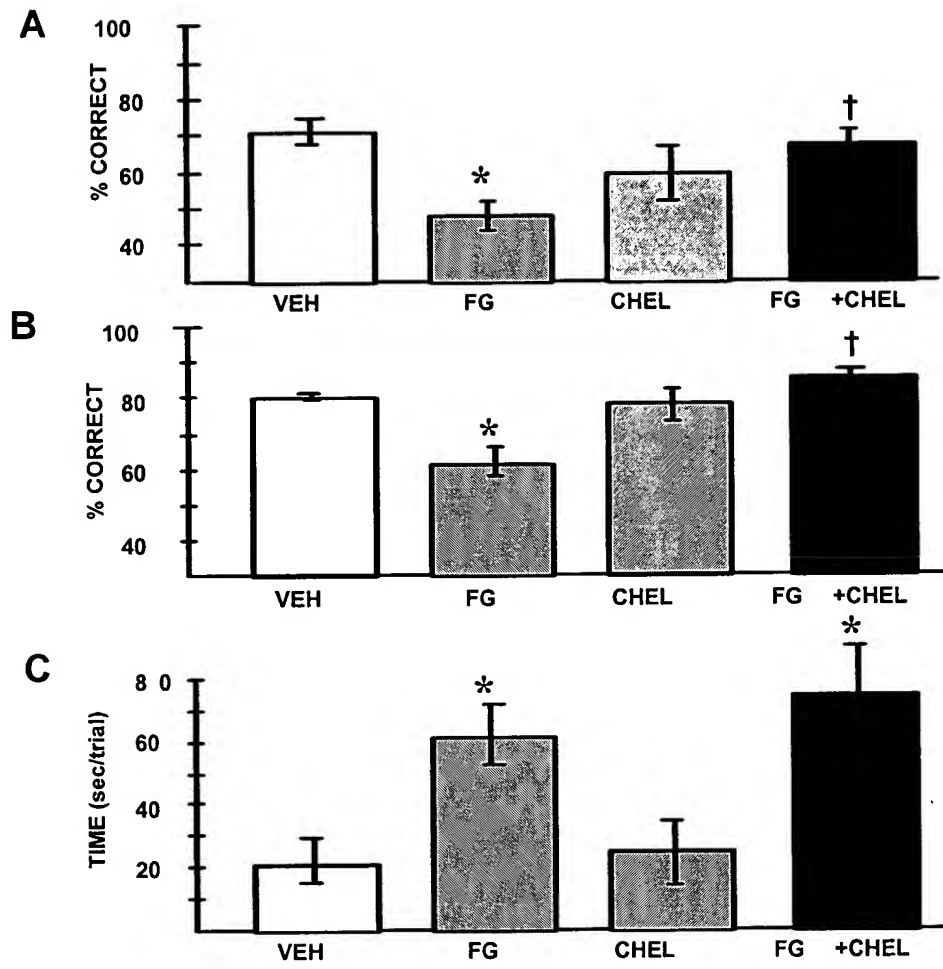 A
100
80
60
40
% CORRECT
*
†
VEH FG CHEL FG +CHEL
B
100
80
60
40
% CORRECT
*
†
VEH FG CHEL FG +CHEL
C
8 0
60
40
20
TIME (sec/trial)
*
*
VEH FG CHEL FG +CHEL